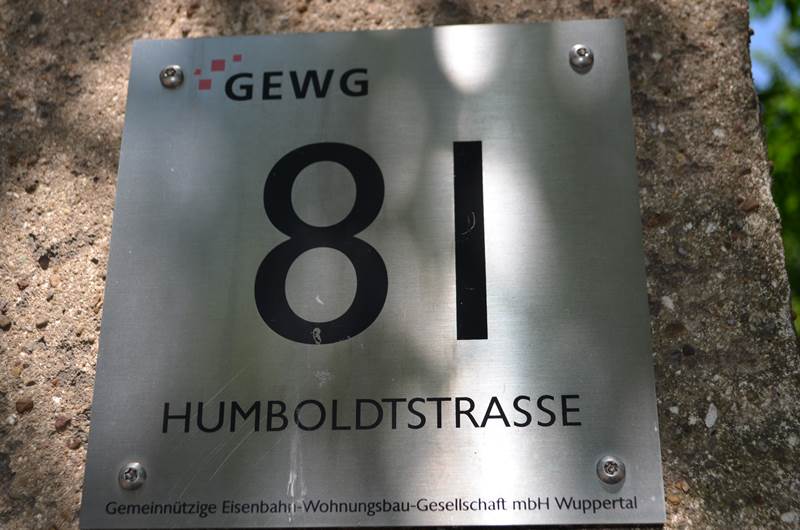 GEWG
81
HUMBOLDTSTRASSE
Gemeinnützige Eisenbahn-Wohnungsbau-Gesellschaft mbH Wuppertal